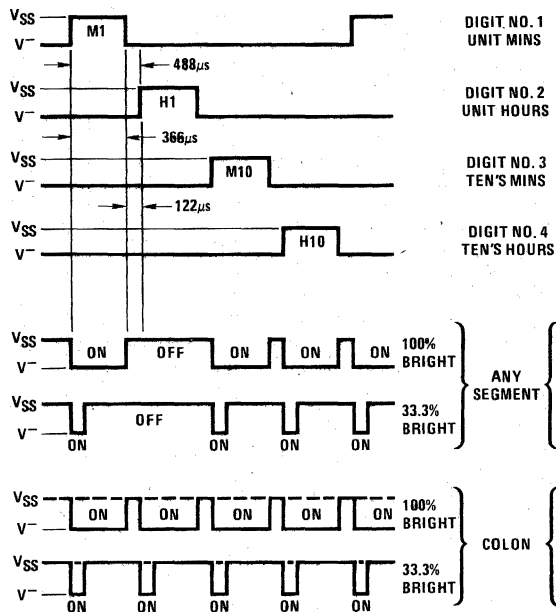 VSS
V−
M1
DIGIT NO. 1
UNIT MINS
488µs
VSS
V−
H1
DIGIT NO. 2
UNIT HOURS
366µs
VSS
V−
M10
DIGIT NO. 3
TEN'S MINS
122µs
VSS
V−
H10
DIGIT NO. 4
TEN'S HOURS
VSS
V−
ON OFF ON ON ON
100%
BRIGHT
VSS
V−
OFF
ON ON ON ON
33.3%
BRIGHT
ANY
SEGMENT
VSS
V−
ON ON ON ON ON
100%
BRIGHT
VSS
V−
ON ON ON ON ON
33.3%
BRIGHT
COLON